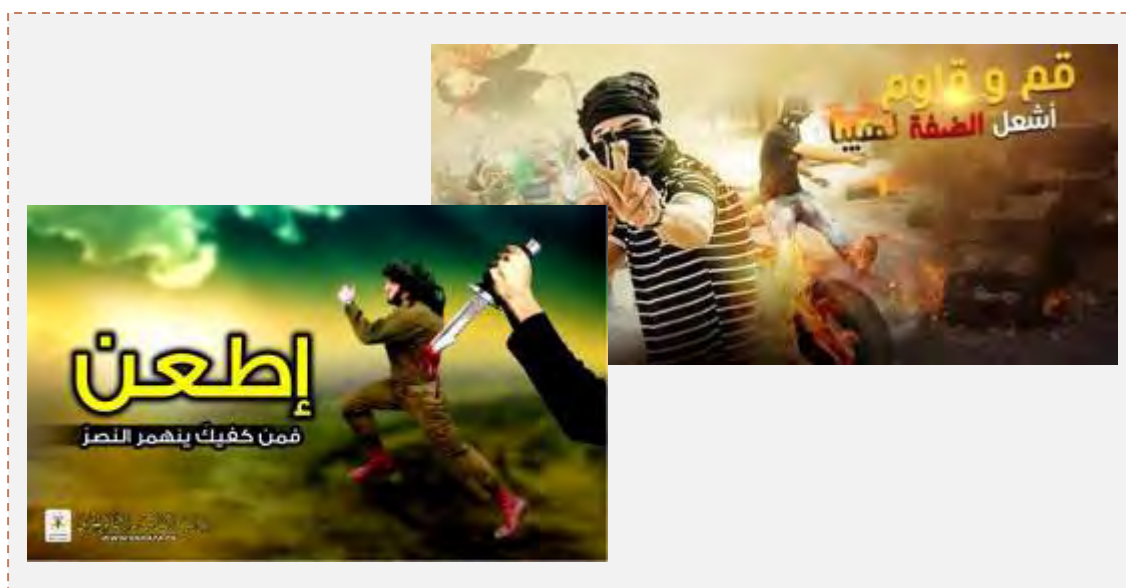 قم و قاوم
أشعل الضفة لهيبا
إطعن
فمن كفيكَ ينهمر النصرَ